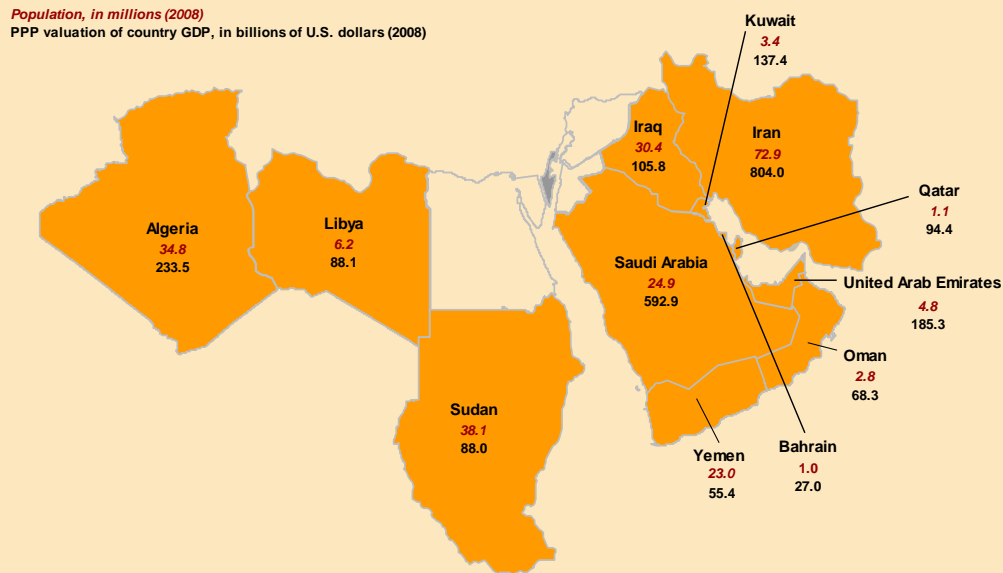 Population, in millions (2008)
PPP valuation of country GDP, in billions of U.S. dollars (2008)
Kuwait
3.4
137.4
Iraq
30.4
105.8
Iran
72.9
804.0
Qatar
1.1
94.4
Algeria
34.8
233.5
Libya
6.2
88.1
Saudi Arabia
24.9
592.9
United Arab Emirates
4.8
185.3
Oman
2.8
68.3
Sudan
38.1
88.0
Yemen
23.0
55.4
Bahrain
1.0
27.0